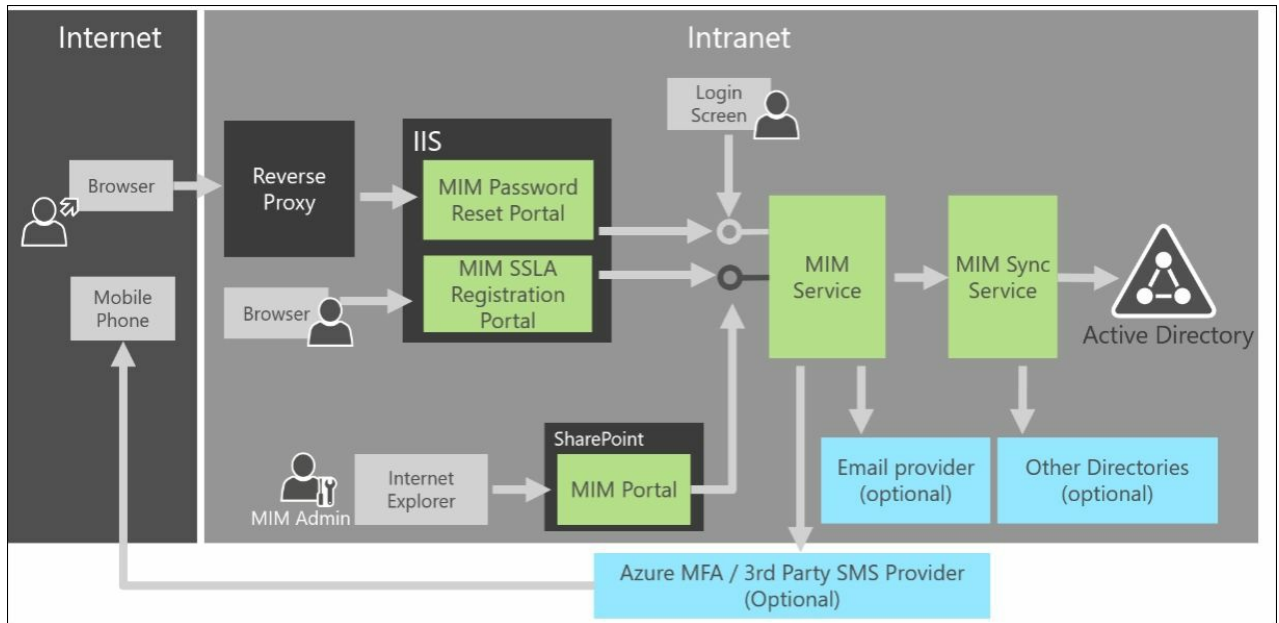 Internet
Intranet
Login
Screen
IIS
Browser
Reverse
Proxy
MIM Password
Reset Portal
MIM SSLA
Registration
Portal
Mobile
Phone
Browser
MIM
Service
MIM Sync
Service
Active Directory
SharePoint
MIM Portal
Internet
Explorer
MIM Admin
Email provider
(optional)
Other Directories
(optional)
Azure MFA / 3rd Party SMS Provider
(Optional)